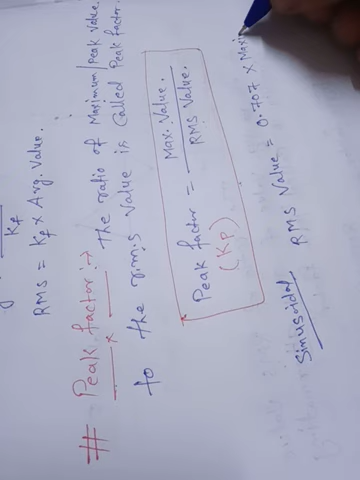 Kf
RMS = Kf × Avg. Value.
# Peak factor :→ the ratio of Maximum/peak value
to the r.m.s value is Called Peak factor.
Peak factor = Max. Value. / RMS Value.
(Kp)
Sinusoidal RMS Value = 0.707 × Maxi